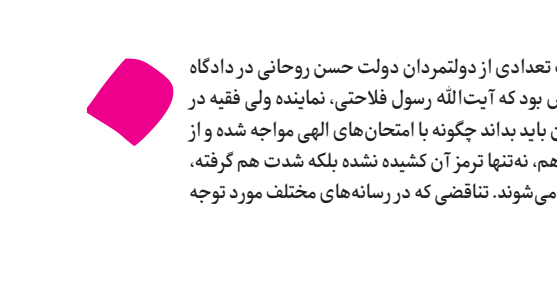 تعدادی از دولتمردان دولت حسن روحانی در دادگاه
بود که آیت‌الله رسول فلاحتی، نماینده ولی فقیه در
باید بداند چگونه با امتحان‌های الهی مواجه شده و از
هم، نه‌تنها ترمز آن کشیده نشده بلکه شدت هم گرفته،
می‌شوند. تناقضی که در رسانه‌های مختلف مورد توجه